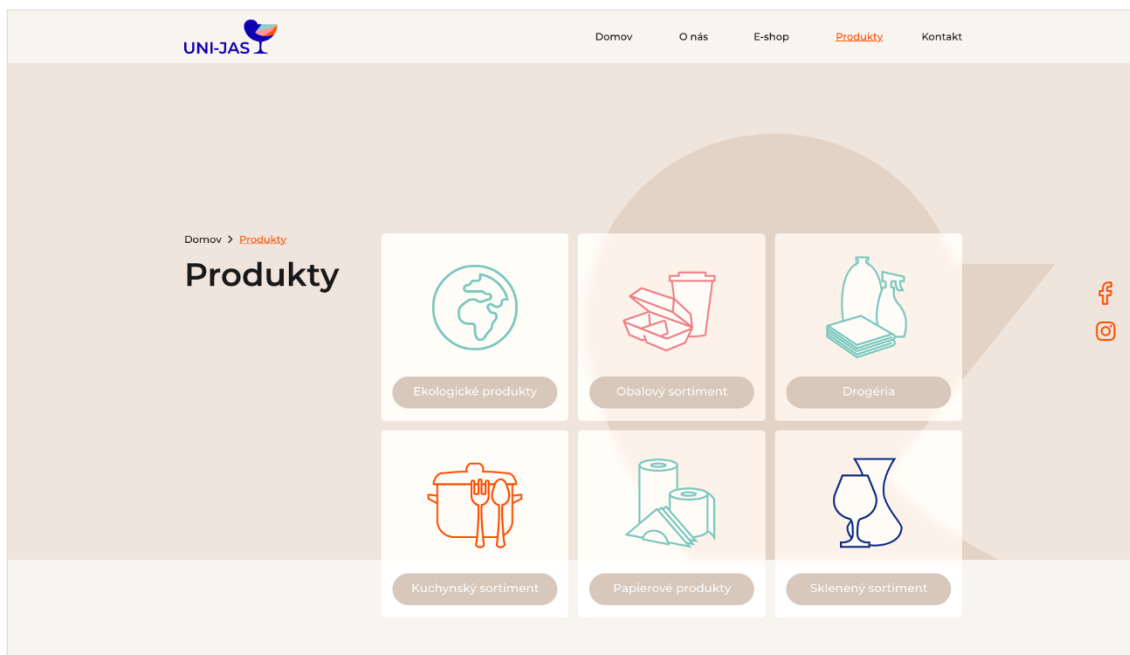 UNI-JAS
Domov O nás E-shop Produkty Kontakt
Domov > Produkty
Produkty
Ekologické produkty
Obalový sortiment
Drogéria
Kuchynský sortiment
Papierové produkty
Sklenený sortiment